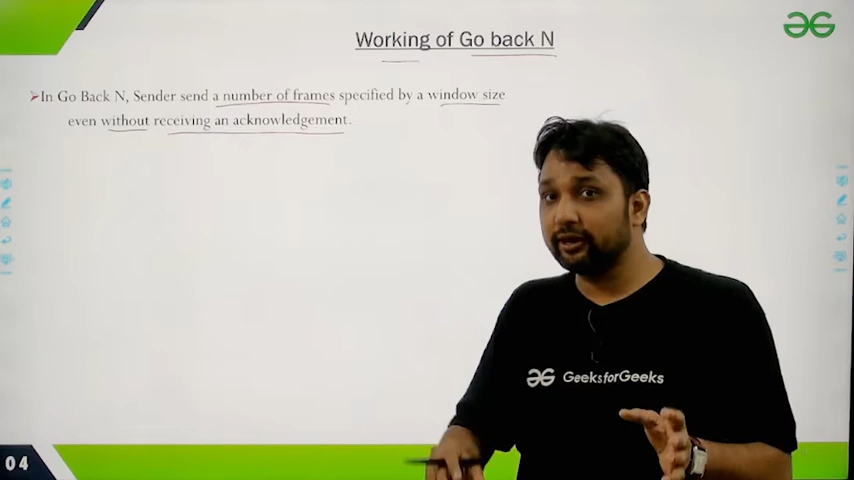 Working of Go back N
➢In Go Back N, Sender send a number of frames specified by a window size
even without receiving an acknowledgement.
GeeksforGeeks
04